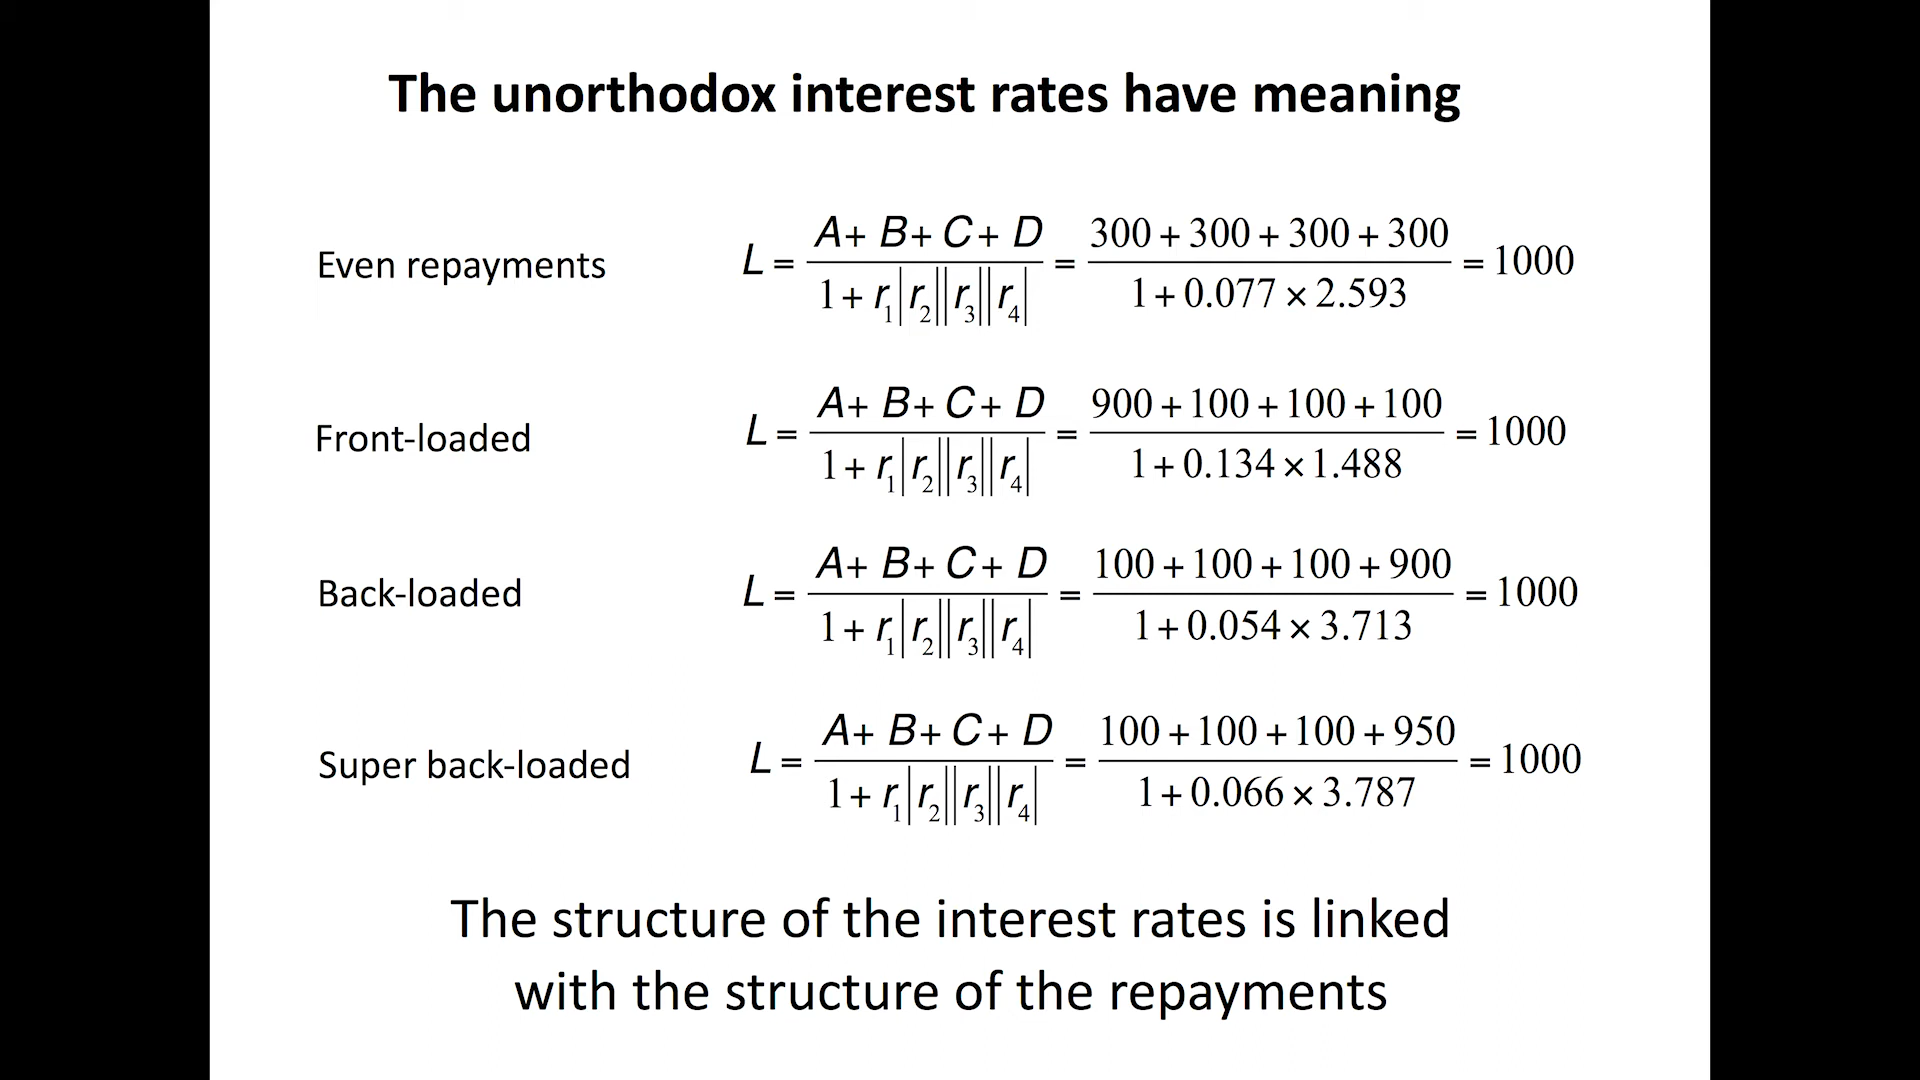 The unorthodox interest rates have meaning
Even repayments L = (A+ B+ C+ D)/(1+ r₁|r₂||r₃||r₄|) = (300+300+300+300)/(1+0.077×2.593) = 1000
Front-loaded L = (A+ B+ C+ D)/(1+ r₁|r₂||r₃||r₄|) = (900+100+100+100)/(1+0.134×1.488) = 1000
Back-loaded L = (A+ B+ C+ D)/(1+ r₁|r₂||r₃||r₄|) = (100+100+100+900)/(1+0.054×3.713) = 1000
Super back-loaded L = (A+ B+ C+ D)/(1+ r₁|r₂||r₃||r₄|) = (100+100+100+950)/(1+0.066×3.787) = 1000
The structure of the interest rates is linked
with the structure of the repayments